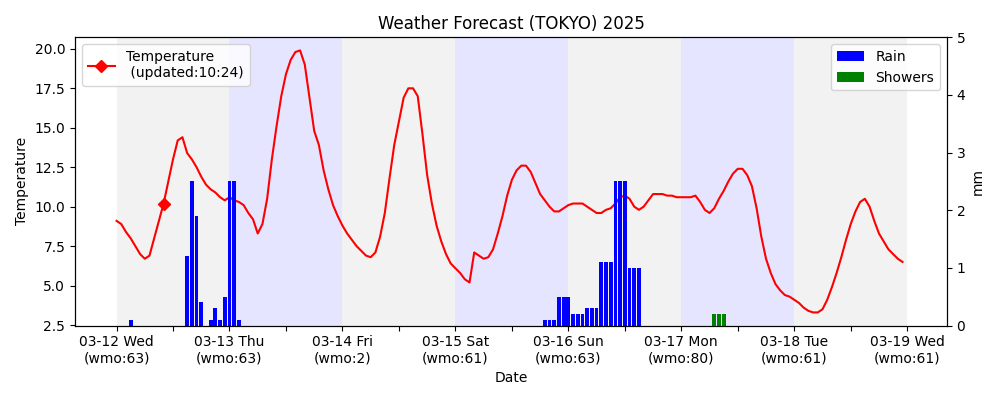 Weather Forecast (TOKYO) 2025
Temperature
(updated:10:24)
Rain
Showers
20.0
17.5
15.0
12.5
10.0
7.5
5.0
2.5
Temperature
5
4
3
2
1
0
mm
03-12 Wed
(wmo:63)
03-13 Thu
(wmo:63)
03-14 Fri
(wmo:2)
03-15 Sat
(wmo:61)
03-16 Sun
(wmo:63)
03-17 Mon
(wmo:80)
03-18 Tue
(wmo:61)
03-19 Wed
(wmo:61)
Date